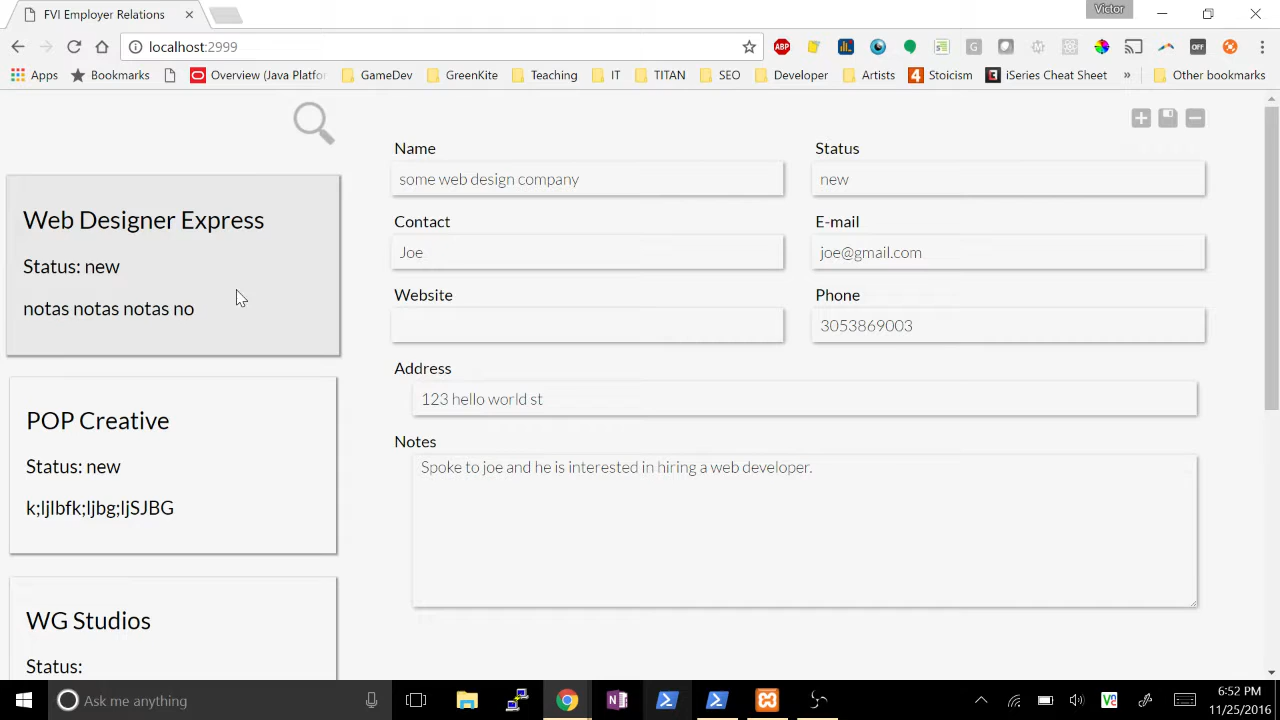 FVI Employer Relations
Victor
localhost:2999
ABP
G
OFF
Apps
Bookmarks
Overview (Java Platfo
GameDev
GreenKite
Teaching
IT
TITAN
SEO
Developer
Artists
4 Stoicism
iSeries Cheat Sheet
»
Other bookmarks
Name
Status
some web design company
new
Web Designer Express
Status: new
notas notas notas no
Contact
E-mail
Joe
joe@gmail.com
Website
Phone
3053869003
Address
123 hello world st
Notes
Spoke to joe and he is interested in hiring a web developer.
POP Creative
Status: new
k;ljlbfk;ljbg;ljSJBG
WG Studios
Status:
Ask me anything
6:52 PM
11/25/2016